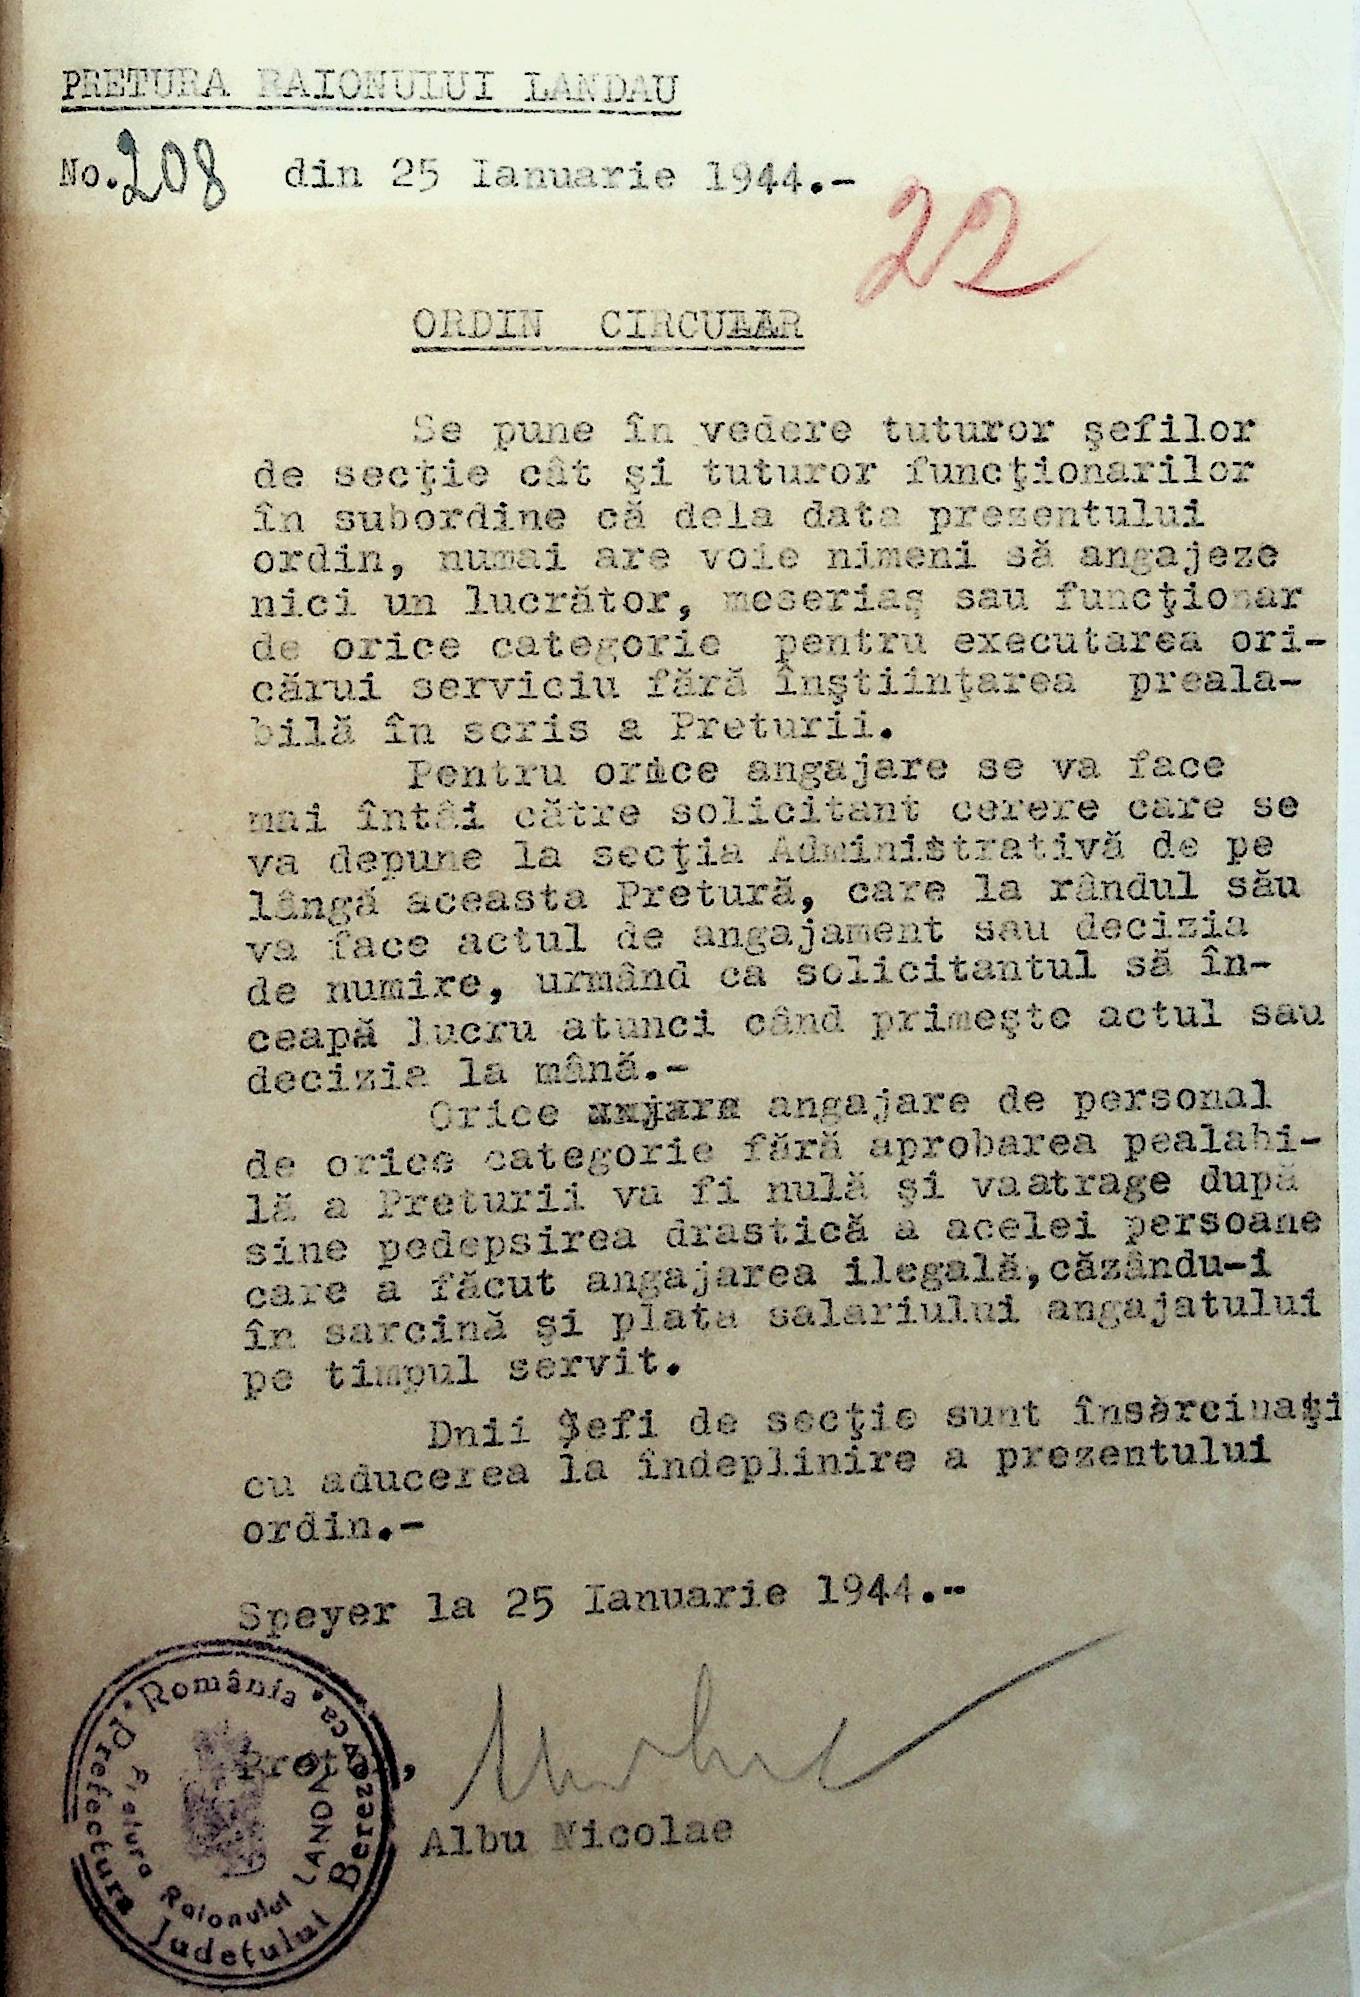 PRETURA RAIONULUI LANDAU
No.208 din 25 Ianuarie 1944.-
22
ORDIN CIRCULAR
Se pune în vedere tuturor şefilor
de secţie cât şi tuturor funcţionarilor
în subordine că dela data prezentului
ordin, numai are voie nimeni să angajeze
nici un lucrător, meseriaş sau funcţionar
de orice categorie pentru executarea ori-
cărui serviciu fără înştiinţarea preala-
bilă în scris a Preturii.
Pentru orice angajare se va face
mai întâi către solicitant cerere care se
va depune la secţia Administrativă de pe
lângă aceasta Pretură, care la rândul său
va face actul de angajament sau decizia
de numire, urmând ca solicitantul să în-
ceapă lucru atunci când primeşte actul sau
decizia la mână.-
Orice angajare de personal
de orice categorie fără aprobarea pealabi-
lă a Preturii va fi nulă şi vaatrage după
sine pedepsirea drastică a acelei persoane
care a făcut angajarea ilegală,căzându-i
în sarcină şi plata salariului angajatului
pe timpul servit.
Dnii Şefi de secţie sunt însărcinaţi
cu aducerea la îndeplinire a prezentului
ordin.-
Speyer la 25 Ianuarie 1944.-
Pretor,
Albu Nicolae
România
Prefectura Judeţului Berezovca
Pretura Raionului LANDAU